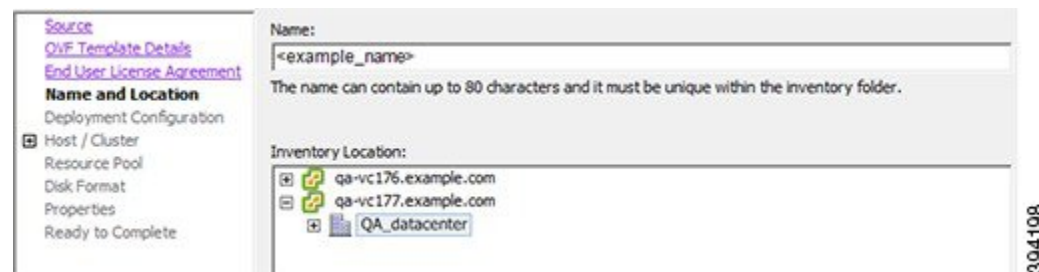 Source
OVF Template Details
End User License Agreement
Name and Location
Deployment Configuration
Host / Cluster
Resource Pool
Disk Format
Properties
Ready to Complete
Name:
<example_name>
The name can contain up to 80 characters and it must be unique within the inventory folder.
Inventory Location:
qa-vc176.example.com
qa-vc177.example.com
QA_datacenter
394198